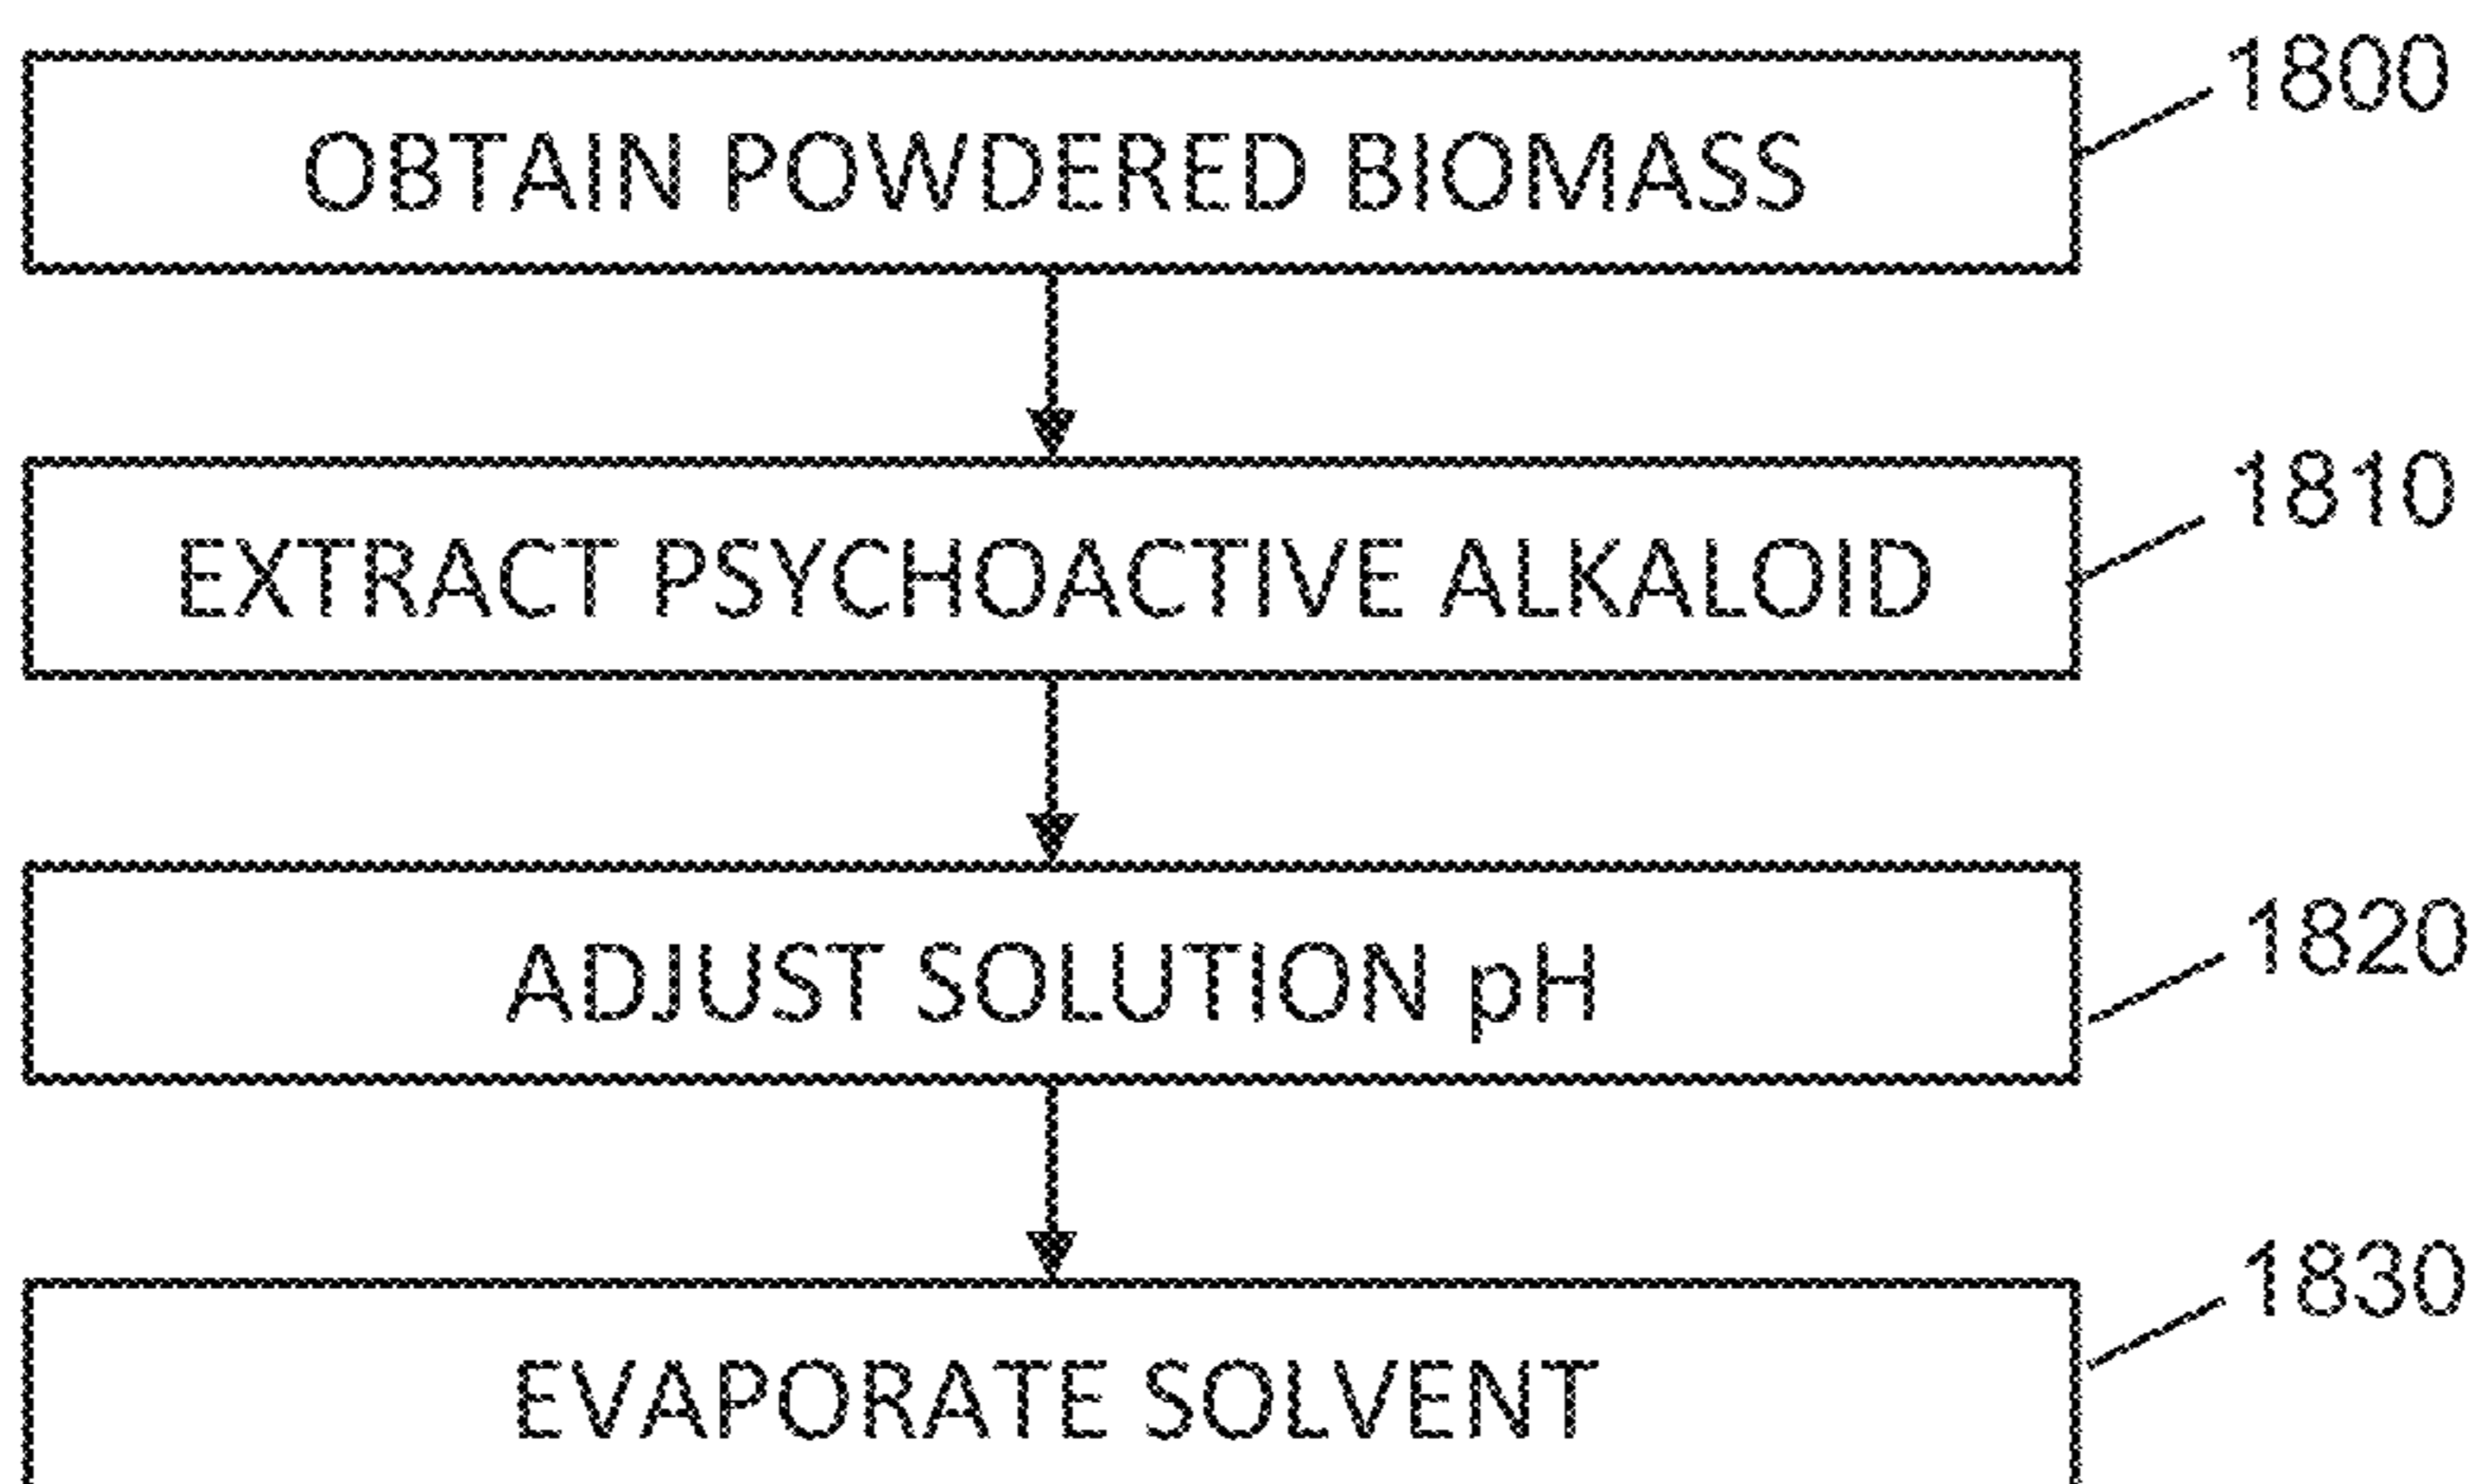 1800
OBTAIN POWDERED BIOMASS
1810
EXTRACT PSYCHOACTIVE ALKALOID
1820
ADJUST SOLUTION pH
1830
EVAPORATE SOLVENT